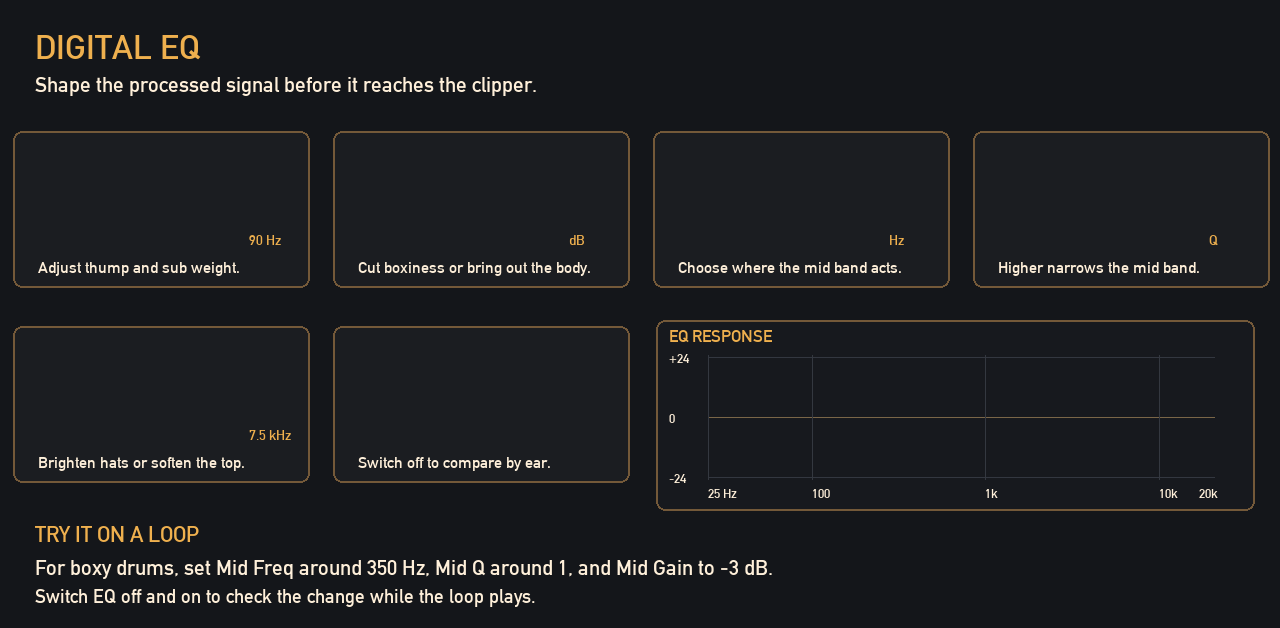 DIGITAL EQ
Shape the processed signal before it reaches the clipper.
90 Hz
Adjust thump and sub weight.
dB
Cut boxiness or bring out the body.
Hz
Choose where the mid band acts.
Q
Higher narrows the mid band.
7.5 kHz
Brighten hats or soften the top.
Switch off to compare by ear.
EQ RESPONSE
+24
0
-24
25 Hz 100 1k 10k 20k
TRY IT ON A LOOP
For boxy drums, set Mid Freq around 350 Hz, Mid Q around 1, and Mid Gain to -3 dB.
Switch EQ off and on to check the change while the loop plays.